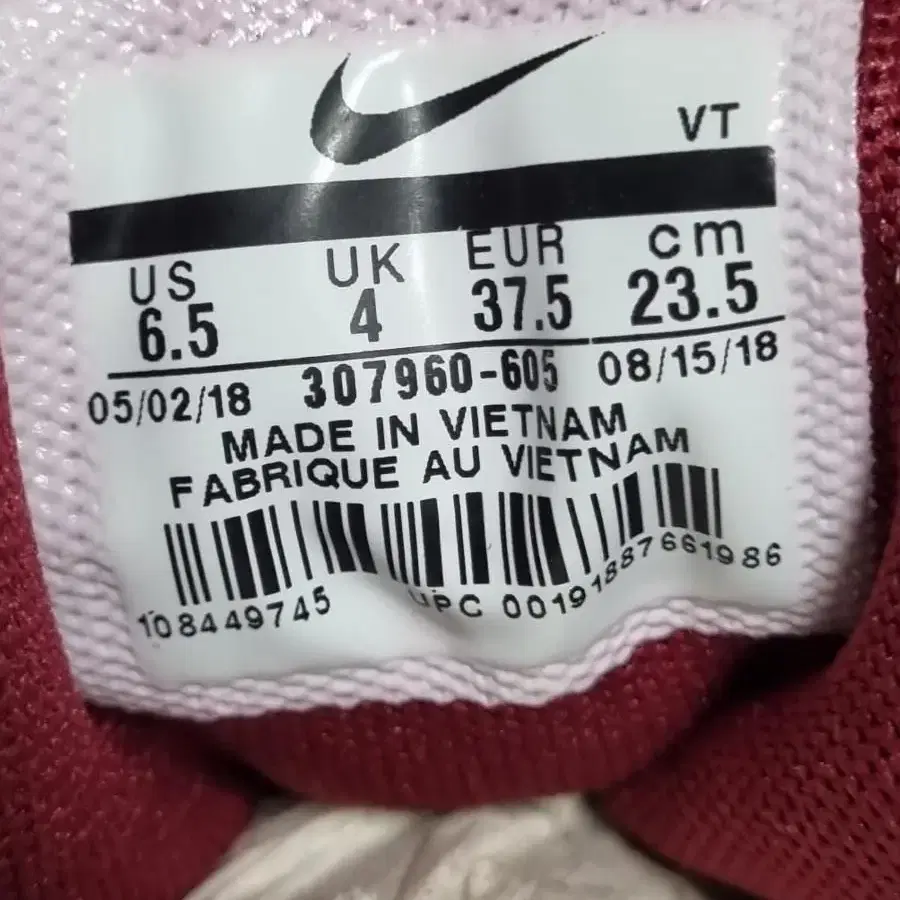 VT
US UK EUR cm
6.5 4 37.5 23.5
05/02/18 307960-605 08/15/18
MADE IN VIETNAM
FABRIQUE AU VIETNAM
108449745 UPC 00191887661986